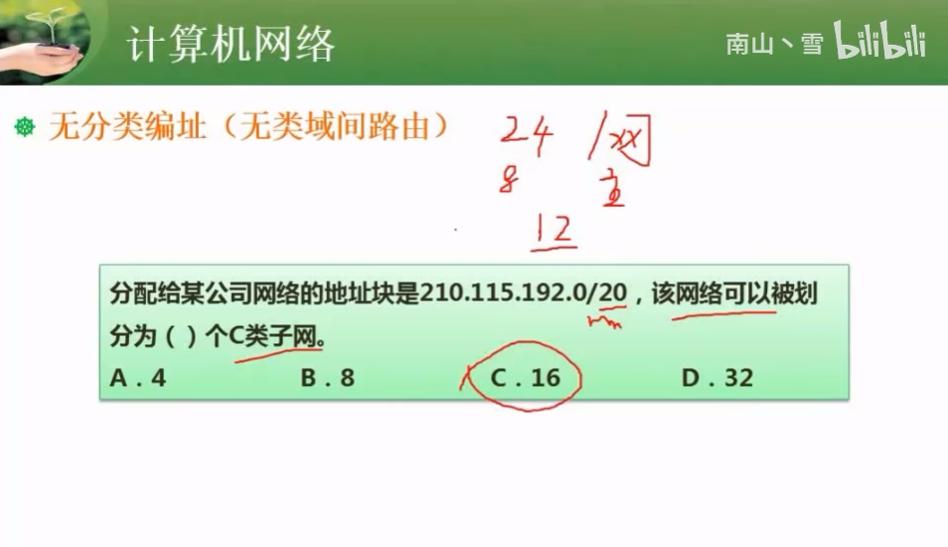 计算机网络
南山丶雪 bilibili
无分类编址（无类域间路由）
24 /xx网
8 主
12
分配给某公司网络的地址块是210.115.192.0/20，该网络可以被划
分为（ ）个C类子网。
A．4 B．8 C．16 D．32